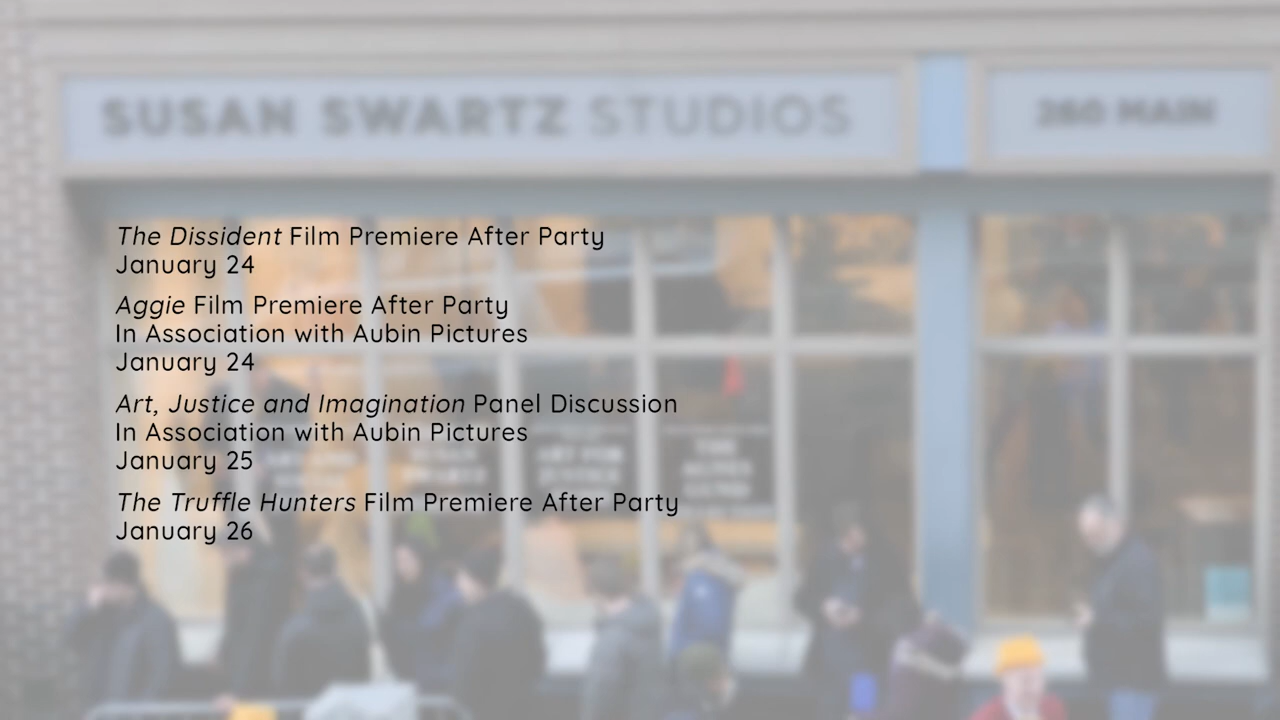 SUSAN SWARTZ STUDIOS
260 MAIN
The Dissident Film Premiere After Party
January 24
Aggie Film Premiere After Party
In Association with Aubin Pictures
January 24
Art, Justice and Imagination Panel Discussion
In Association with Aubin Pictures
January 25
The Truffle Hunters Film Premiere After Party
January 26